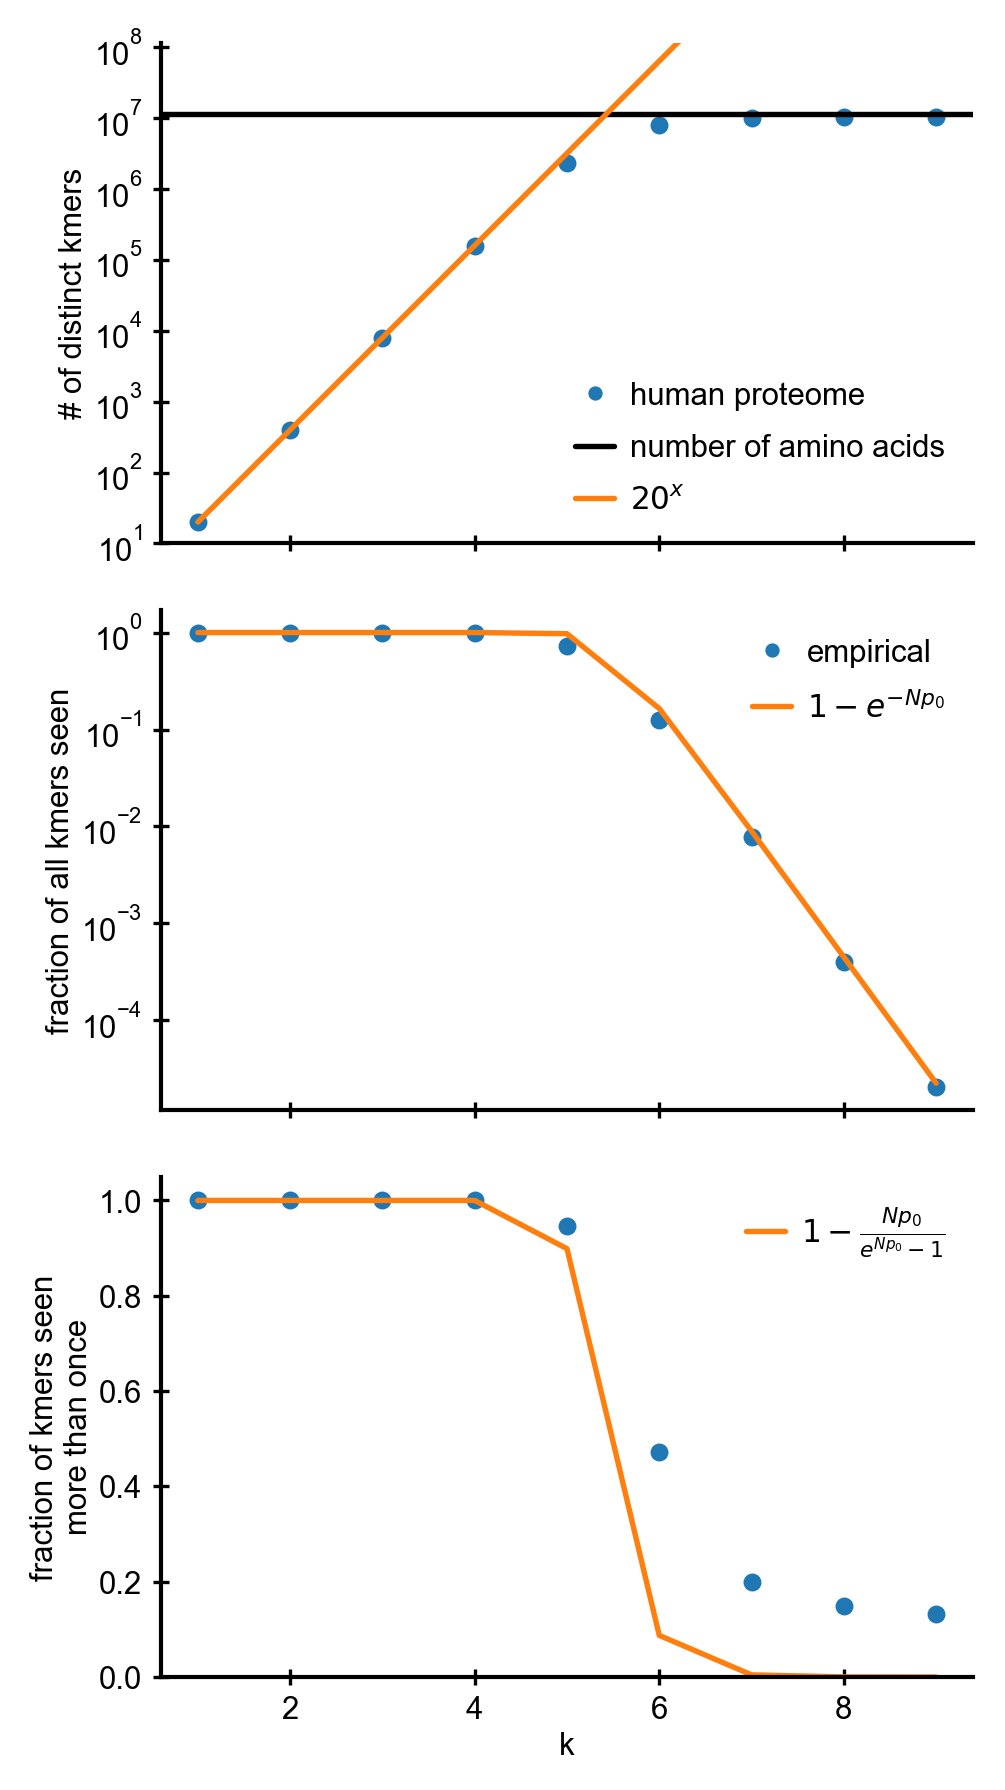 10^8
10^7
10^6
10^5
10^4
10^3
10^2
10^1
# of distinct kmers
human proteome
number of amino acids
20^x
10^0
10^−1
10^−2
10^−3
10^−4
fraction of all kmers seen
empirical
1 − e^{−Np_0}
1.0
0.8
0.6
0.4
0.2
0.0
fraction of kmers seen
more than once
1 − \frac{Np_0}{e^{Np_0} − 1}
2 4 6 8
k